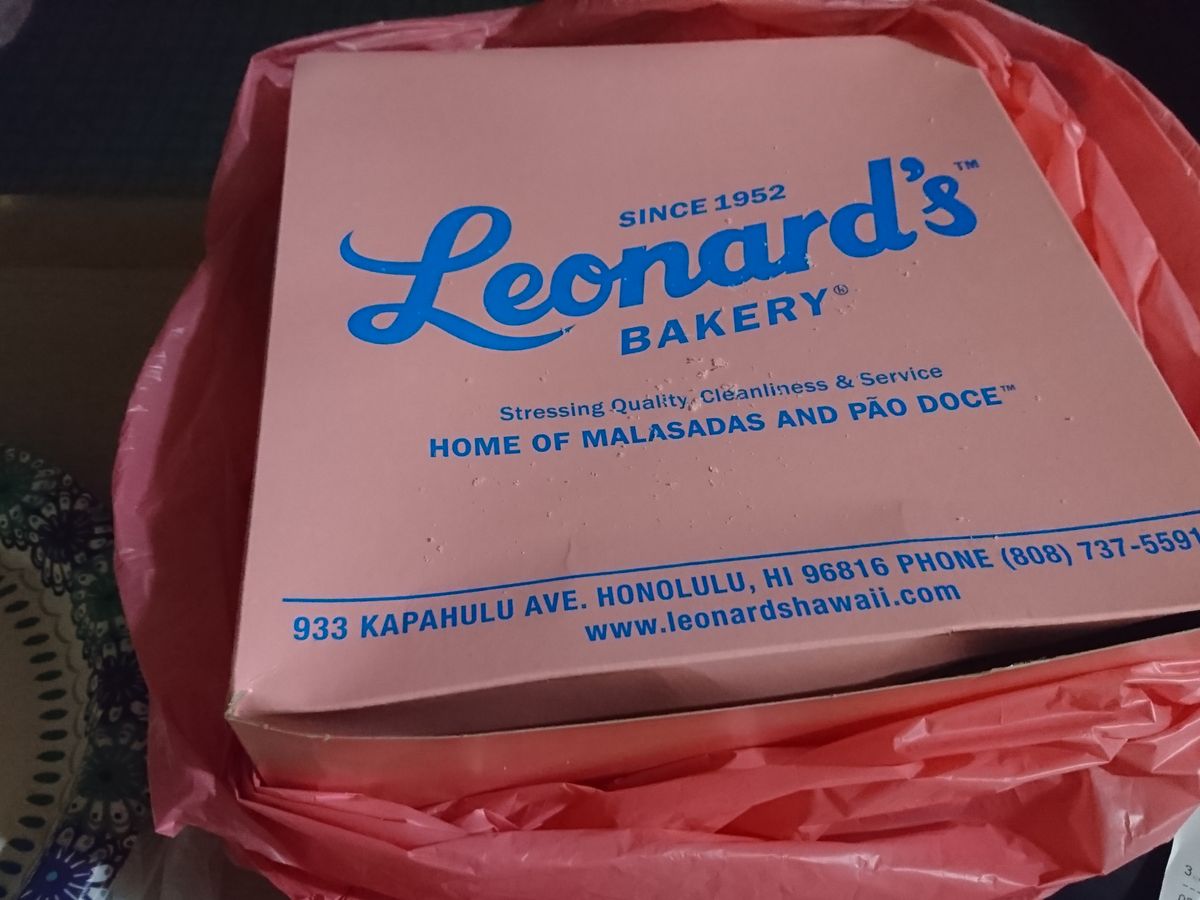 SINCE 1952
Leonard's™
BAKERY®
Stressing Quality, Cleanliness & Service
HOME OF MALASADAS AND PÃO DOCE™
933 KAPAHULU AVE. HONOLULU, HI 96816 PHONE (808) 737-5591
www.leonardshawaii.com